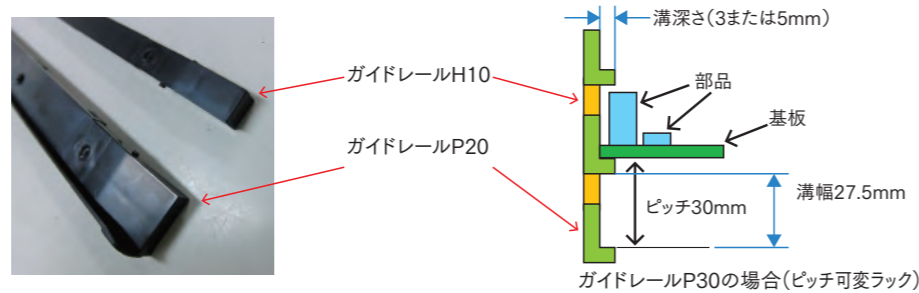 溝深さ（3または5mm）
ガイドレールH10
部品
基板
ガイドレールP20
ピッチ30mm
溝幅27.5mm
ガイドレールP30の場合（ピッチ可変ラック）